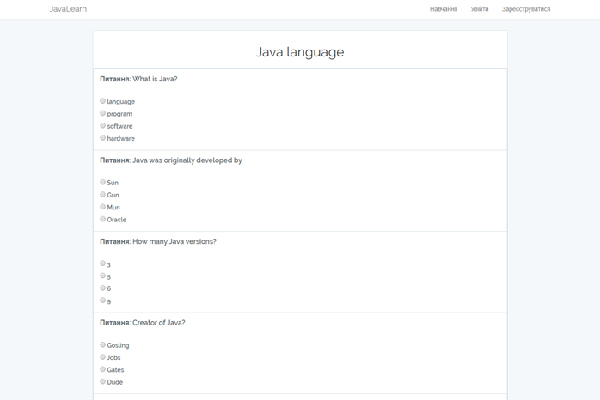 JavaLearn
Навчання Увійти Зареєструватися
Java language
Питання: What is Java?
language
program
software
hardware
Питання: Java was originally developed by
Sun
Gun
Mun
Oracle
Питання: How many Java versions?
3
5
6
9
Питання: Creator of Java?
Gosling
Jobs
Gates
Dude